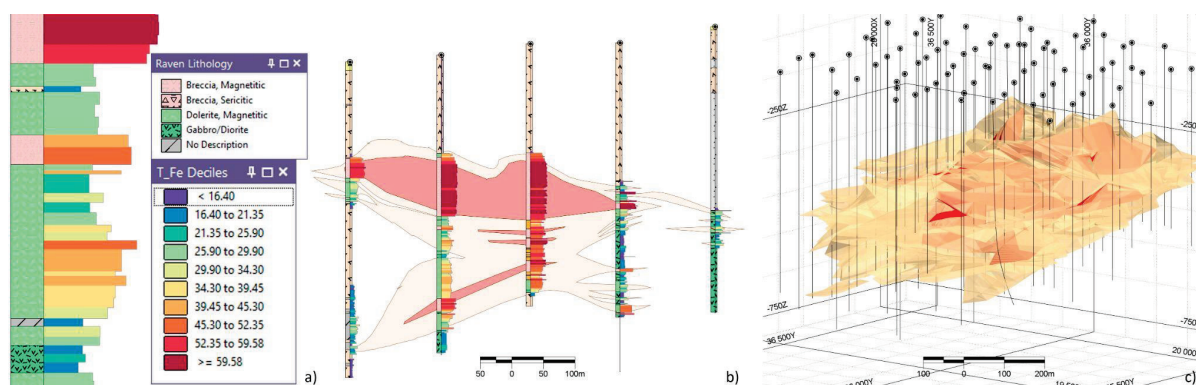 Raven Lithology
Breccia, Magnetitic
Breccia, Sericitic
Dolerite, Magnetitic
Gabbro/Diorite
No Description
T_Fe Deciles
< 16.40
16.40 to 21.35
21.35 to 25.90
25.90 to 29.90
29.90 to 34.30
34.30 to 39.45
39.45 to 45.30
45.30 to 52.35
52.35 to 59.58
>= 59.58
a)
50 0 50 100m
b)
36 500Y
36 000Y
-250Z
-250
-750Z
-750
36 500Y
20 000
100 0 100 200m
c)